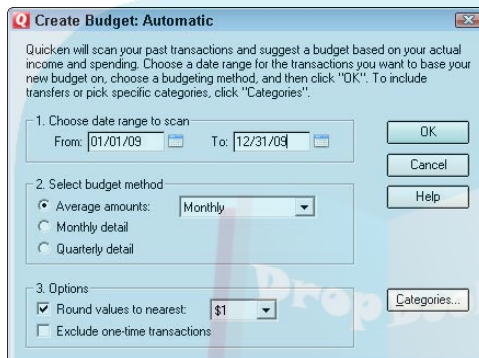 Q Create Budget: Automatic
Quicken will scan your past transactions and suggest a budget based on your actual
income and spending. Choose a date range for the transactions you want to base your
new budget on, choose a budgeting method, and then click "OK". To include
transfers or pick specific categories, click "Categories".
1. Choose date range to scan
From: 01/01/09 To: 12/31/09
OK
Cancel
Help
2. Select budget method
Average amounts: Monthly
Monthly detail
Quarterly detail
3. Options
Round values to nearest: $1
Exclude one-time transactions
Categories...